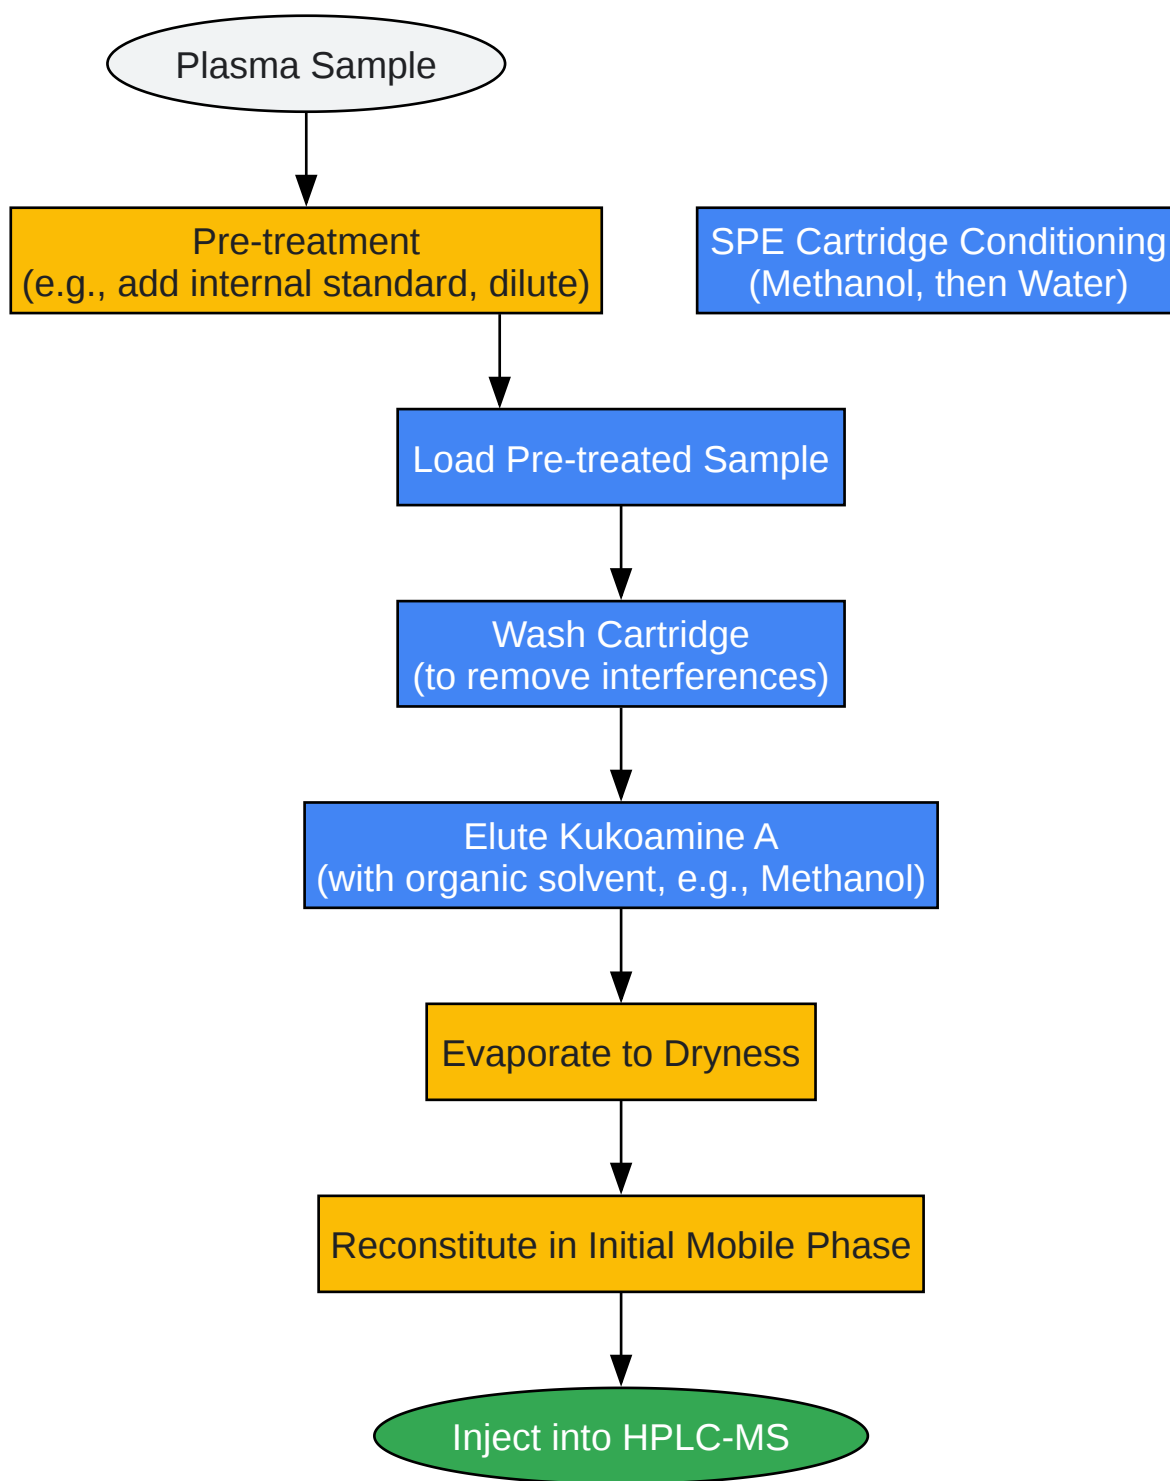 Plasma Sample
Pre-treatment
(e.g., add internal standard, dilute)
SPE Cartridge Conditioning
(Methanol, then Water)
Load Pre-treated Sample
Wash Cartridge
(to remove interferences)
Elute Kukoamine A
(with organic solvent, e.g., Methanol)
Evaporate to Dryness
Reconstitute in Initial Mobile Phase
Inject into HPLC-MS